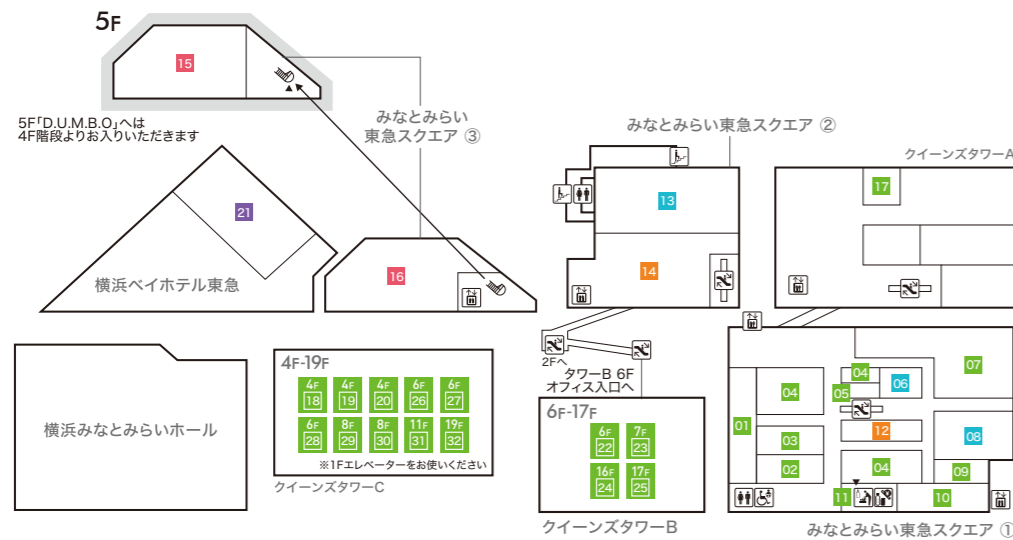 5F
15
5F「D.U.M.B.O」へは
4F階段よりお入りいただきます
みなとみらい
東急スクエア ③
みなとみらい東急スクエア ②
クイーンズタワーA
17
13
21
16
14
横浜ベイホテル東急
2Fへ
タワーB 6F
オフィス入口へ
横浜みなとみらいホール
4F-19F
4F 4F 4F 6F 6F
18 19 20 26 27
6F 8F 8F 11F 19F
28 29 30 31 32
※1Fエレベーターをお使いください
クイーンズタワーC
6F-17F
6F 7F
22 23
16F 17F
24 25
クイーンズタワーB
07
04
06
04
05
01
12
03
08
02
04
09
11
10
みなとみらい東急スクエア ①